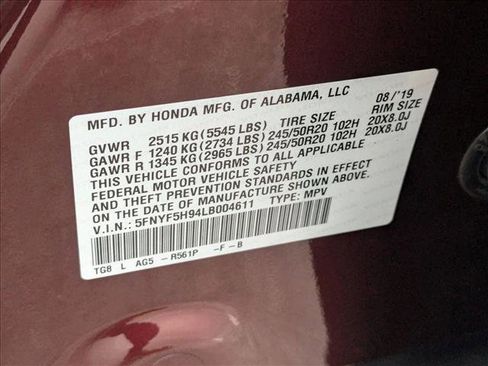 MFD. BY HONDA MFG. OF ALABAMA, LLC 08/'19
GVWR 2515 KG (5545 LBS) TIRE SIZE RIM SIZE
GAWR F 1240 KG (2734 LBS) 245/50R20 102H 20X8.0J
GAWR R 1345 KG (2965 LBS) 245/50R20 102H 20X8.0J
THIS VEHICLE CONFORMS TO ALL APPLICABLE
FEDERAL MOTOR VEHICLE SAFETY
AND THEFT PREVENTION STANDARDS IN EFFECT
ON THE DATE OF MANUFACTURE SHOWN ABOVE.
V.I.N.: 5FNYF5H94LB004611 TYPE: MPV
TG8 L AG5 -R561P -F-B